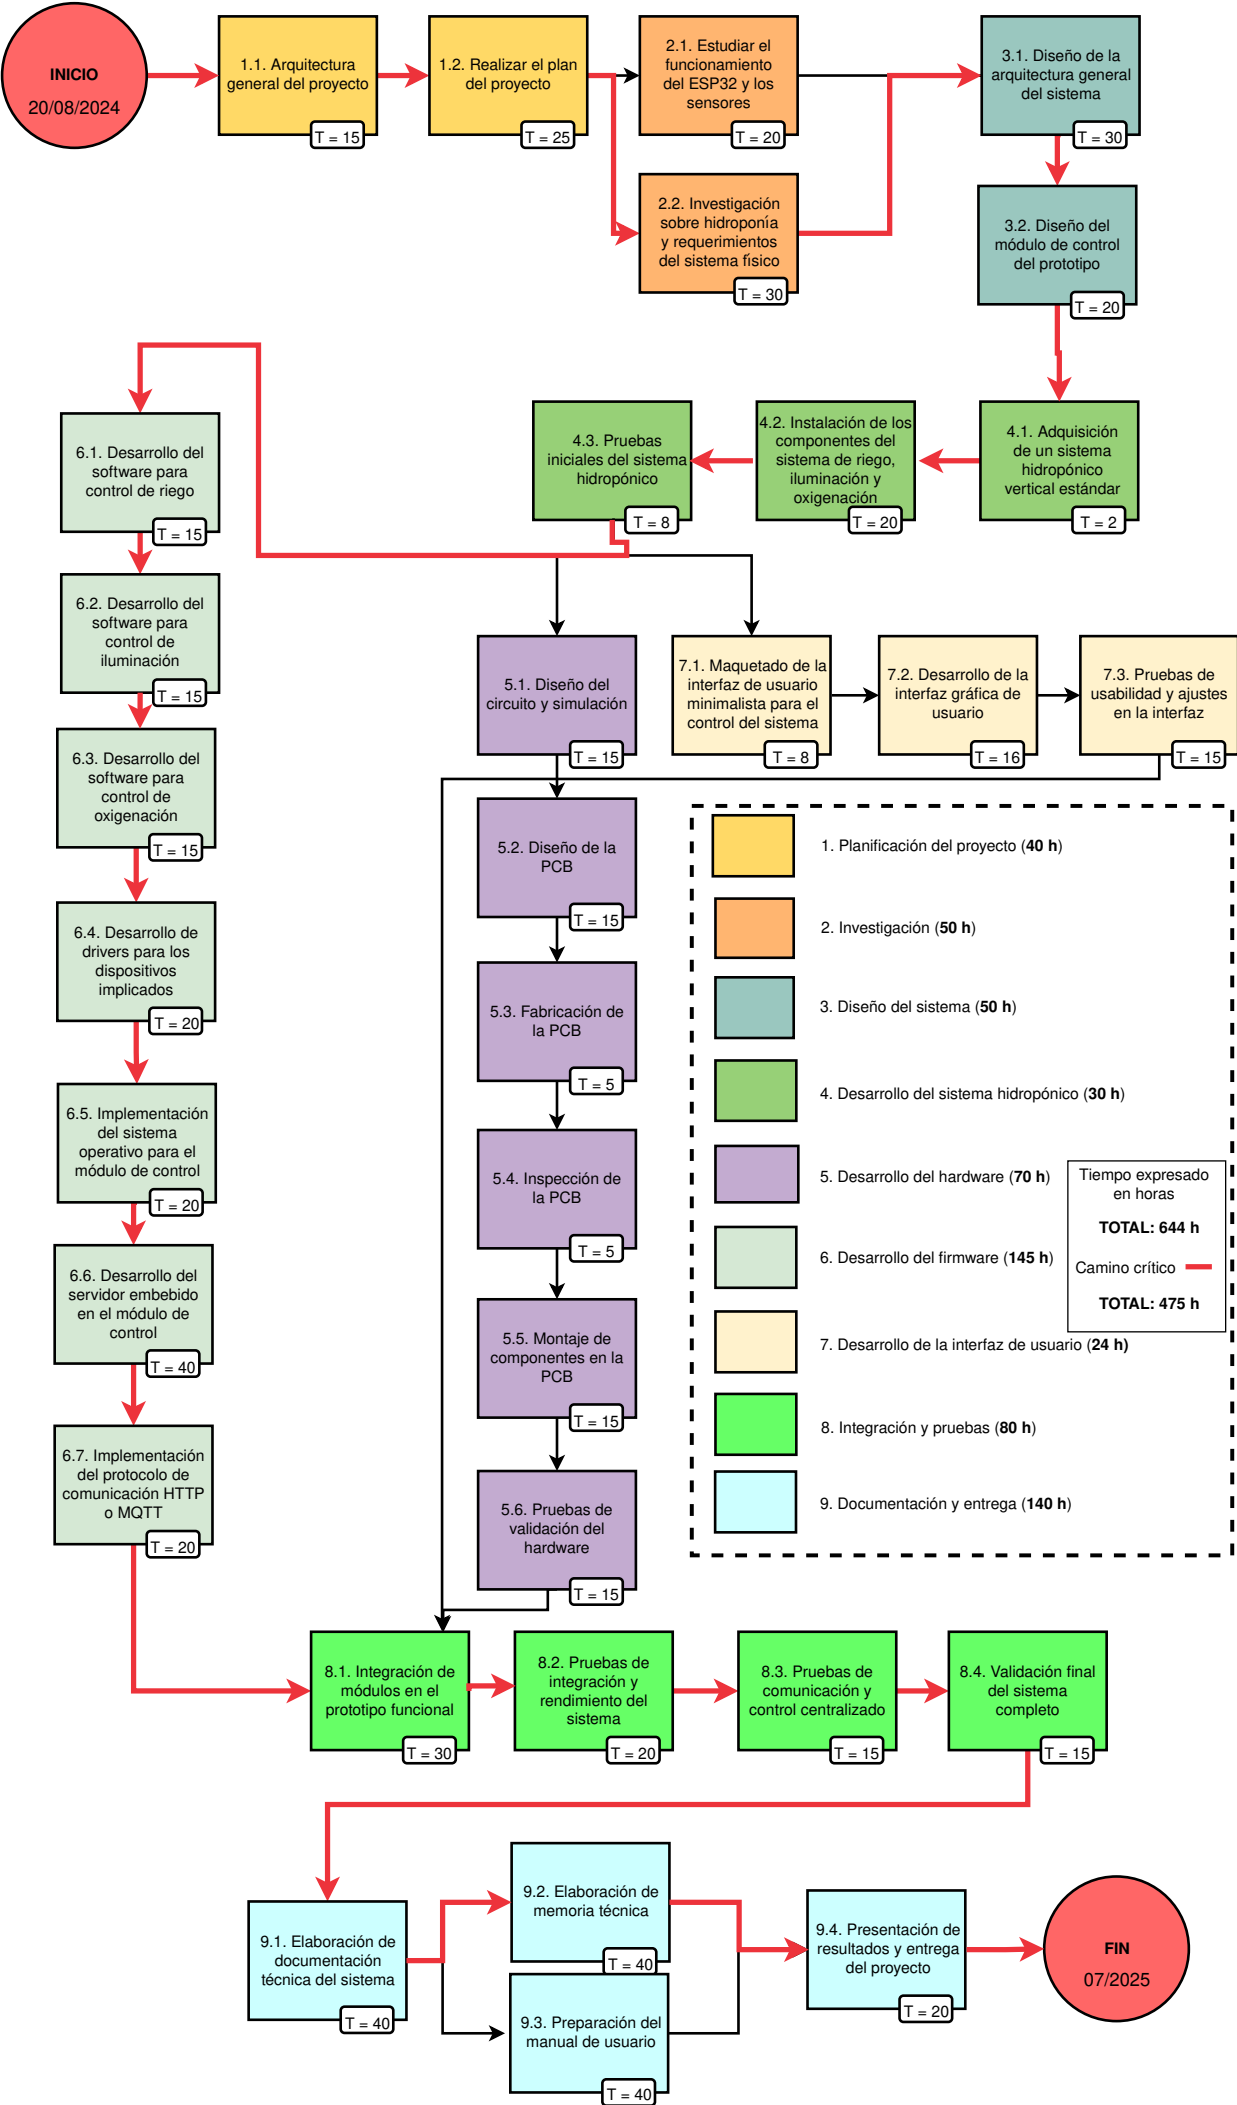 INICIO
20/08/2024
1.1. Arquitectura
general del proyecto
T = 15
1.2. Realizar el plan
del proyecto
T = 25
2.1. Estudiar el
funcionamiento
del ESP32 y los
sensores
T = 20
2.2. Investigación
sobre hidroponía
y requerimientos
del sistema físico
T = 30
3.1. Diseño de la
arquitectura general
del sistema
T = 30
3.2. Diseño del
módulo de control
del prototipo
T = 20
4.1. Adquisición
de un sistema
hidropónico
vertical estándar
T = 2
4.2. Instalación de los
componentes del
sistema de riego,
iluminación y
oxigenación
T = 20
4.3. Pruebas
iniciales del sistema
hidropónico
T = 8
6.1. Desarrollo del
software para
control de riego
T = 15
6.2. Desarrollo del
software para
control de
iluminación
T = 15
6.3. Desarrollo del
software para
control de
oxigenación
T = 15
6.4. Desarrollo de
drivers para los
dispositivos
implicados
T = 20
6.5. Implementación
del sistema
operativo para el
módulo de control
T = 20
6.6. Desarrollo del
servidor embebido
en el módulo de
control
T = 40
6.7. Implementación
del protocolo de
comunicación HTTP
o MQTT
T = 20
5.1. Diseño del
circuito y simulación
T = 15
5.2. Diseño de la
PCB
T = 15
5.3. Fabricación de
la PCB
T = 5
5.4. Inspección de
la PCB
T = 5
5.5. Montaje de
componentes en la
PCB
T = 15
5.6. Pruebas de
validación del
hardware
T = 15
7.1. Maquetado de la
interfaz de usuario
minimalista para el
control del sistema
T = 8
7.2. Desarrollo de la
interfaz gráfica de
usuario
T = 16
7.3. Pruebas de
usabilidad y ajustes
en la interfaz
T = 15
1. Planificación del proyecto (40 h)
2. Investigación (50 h)
3. Diseño del sistema (50 h)
4. Desarrollo del sistema hidropónico (30 h)
5. Desarrollo del hardware (70 h)
6. Desarrollo del firmware (145 h)
7. Desarrollo de la interfaz de usuario (24 h)
8. Integración y pruebas (80 h)
9. Documentación y entrega (140 h)
Tiempo expresado
en horas
TOTAL: 644 h
Camino crítico
TOTAL: 475 h
8.1. Integración de
módulos en el
prototipo funcional
T = 30
8.2. Pruebas de
integración y
rendimiento del
sistema
T = 20
8.3. Pruebas de
comunicación y
control centralizado
T = 15
8.4. Validación final
del sistema
completo
T = 15
9.1. Elaboración de
documentación
técnica del sistema
T = 40
9.2. Elaboración de
memoria técnica
T = 40
9.3. Preparación del
manual de usuario
T = 40
9.4. Presentación de
resultados y entrega
del proyecto
T = 20
FIN
07/2025